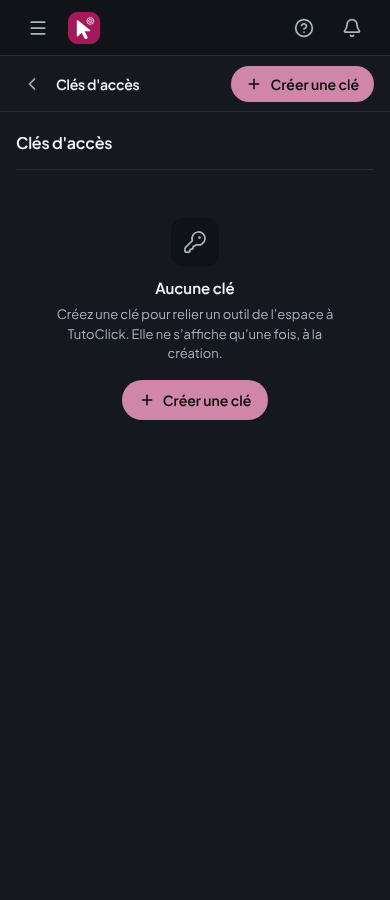 Clés d'accès
Créer une clé
Clés d'accès
Aucune clé
Créez une clé pour relier un outil de l'espace à
TutoClick. Elle ne s'affiche qu'une fois, à la
création.
Créer une clé